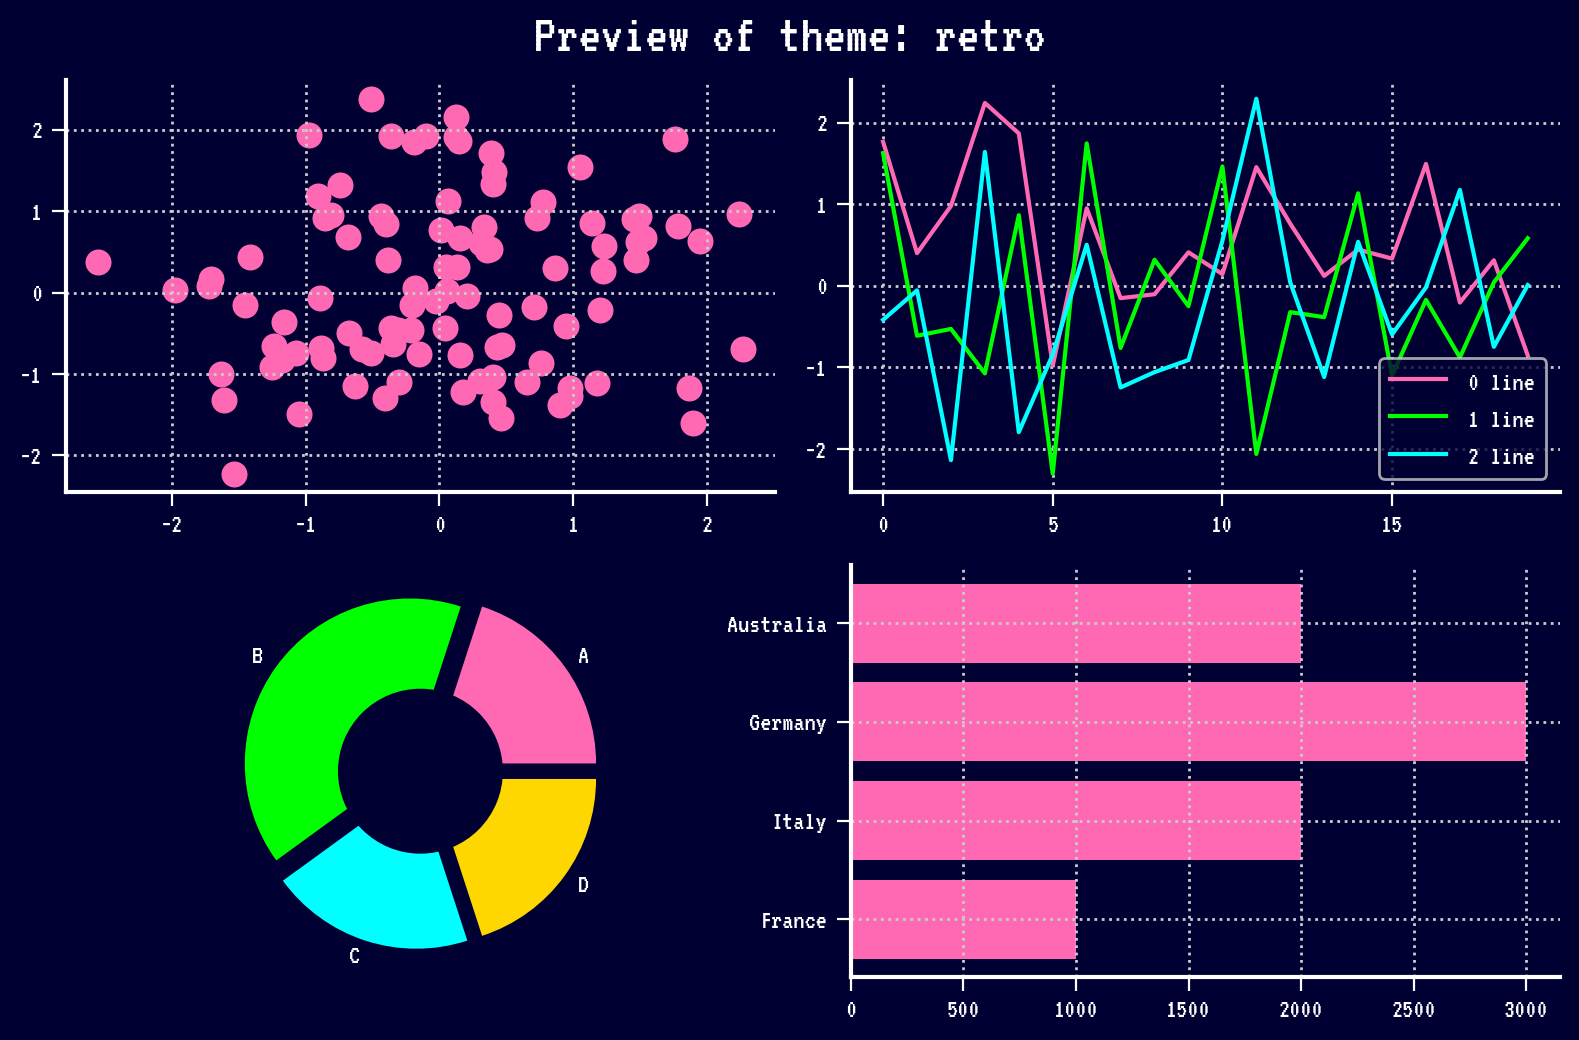 Preview of theme: retro
2
1
0
-1
-2
-2 -1 0 1 2
2
1
0
-1
-2
0 line
1 line
2 line
0 5 10 15
A
B
C
D
Australia
Germany
Italy
France
0 500 1000 1500 2000 2500 3000